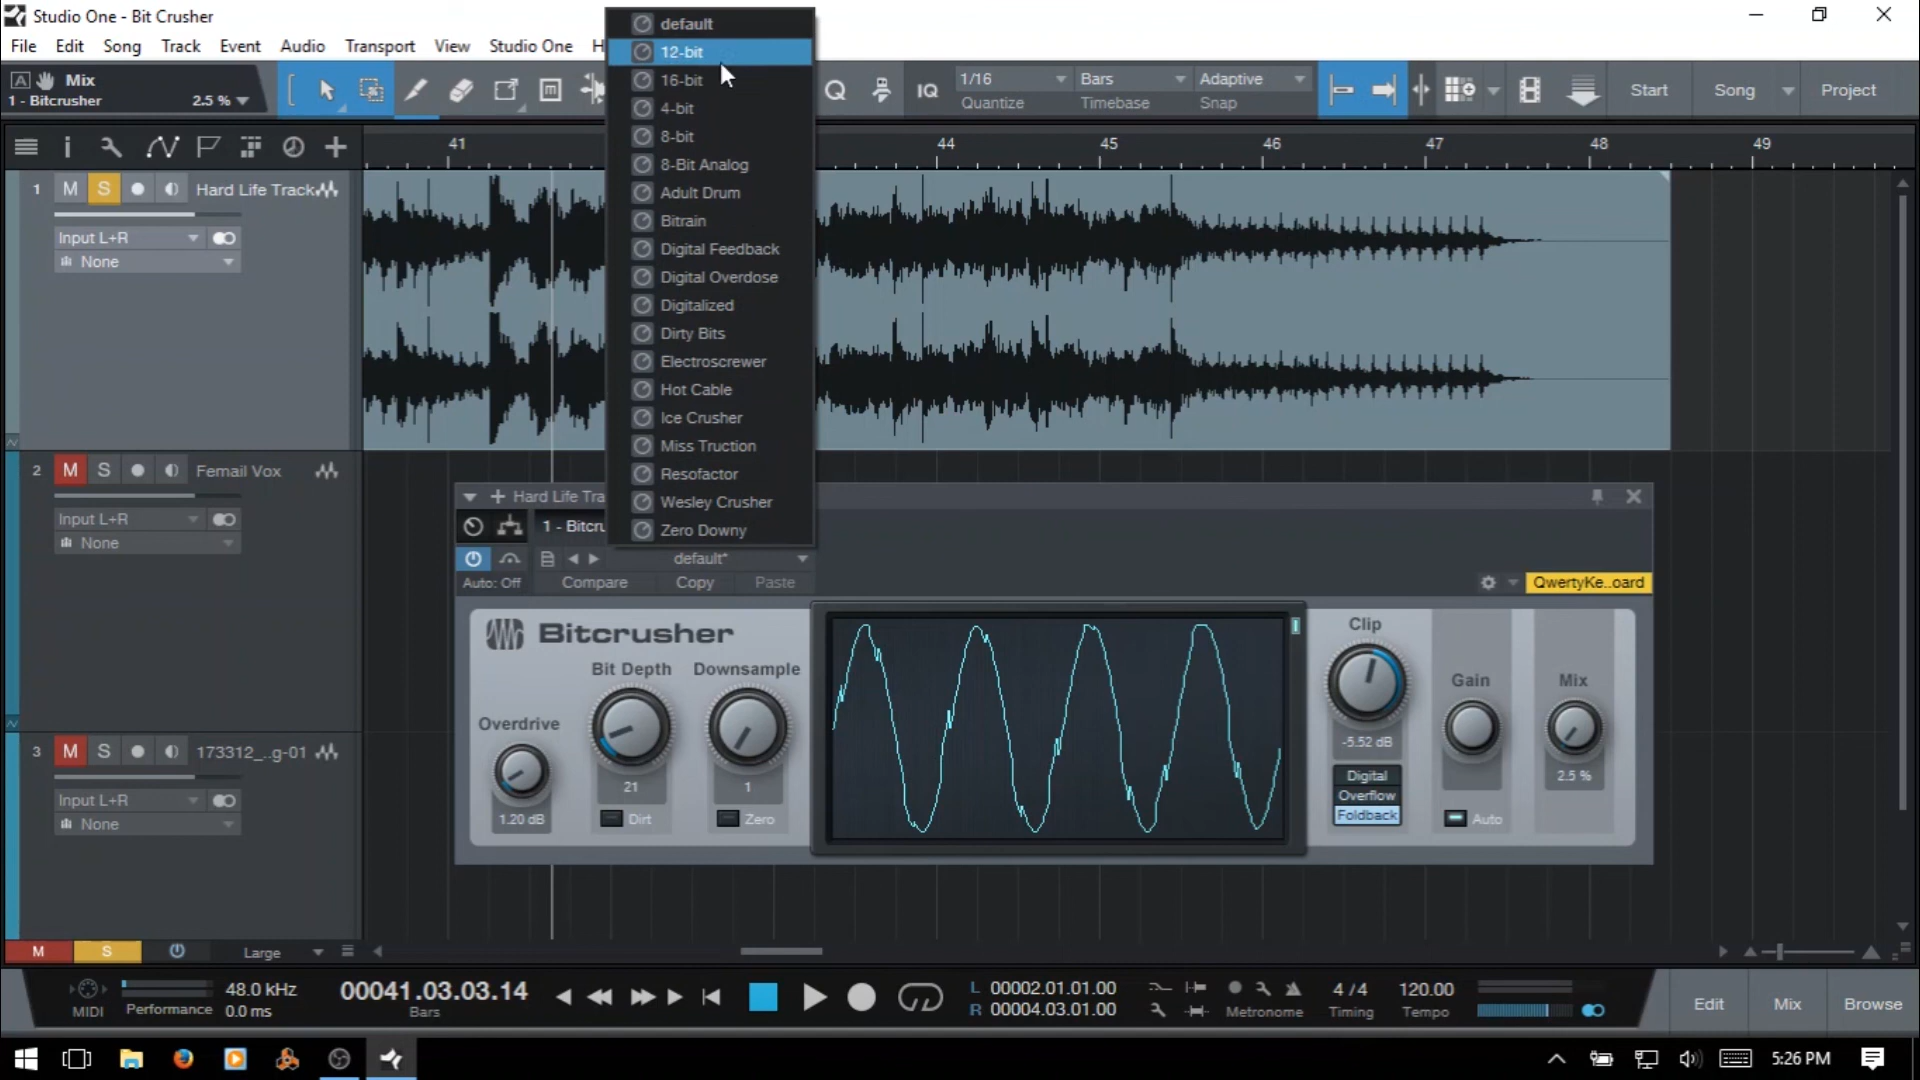 Studio One - Bit Crusher
File Edit Song Track Event Audio Transport View Studio One H
default
12-bit
16-bit
4-bit
8-bit
8-Bit Analog
Adult Drum
Bitrain
Digital Feedback
Digital Overdose
Digitalized
Dirty Bits
Electroscrewer
Hot Cable
Ice Crusher
Miss Truction
Resofactor
Wesley Crusher
Zero Downy
A Mix
1 - Bitcrusher 2.5 %
Q IQ 1/16 Bars Adaptive Start Song Project
Quantize Timebase Snap
41 44 45 46 47 48 49
1 M S Hard Life Track
Input L+R
None
2 M S Femail Vox
Input L+R
None
3 M S 173312_..g-01
Input L+R
None
Hard Life Tra
1 - Bitcru
default*
Auto: Off Compare Copy Paste QwertyKe..oard
Bitcrusher
Bit Depth Downsample
Overdrive
21 1
1.20 dB Dirt Zero
Clip
Gain Mix
-5.52 dB
Digital
Overflow
Foldback
2.5 %
Auto
M S Large
MIDI Performance
48.0 kHz
0.0 ms
00041.03.03.14
Bars
L 00002.01.01.00
R 00004.03.01.00
Metronome
4 / 4
Timing
120.00
Tempo
Edit Mix Browse
5:26 PM